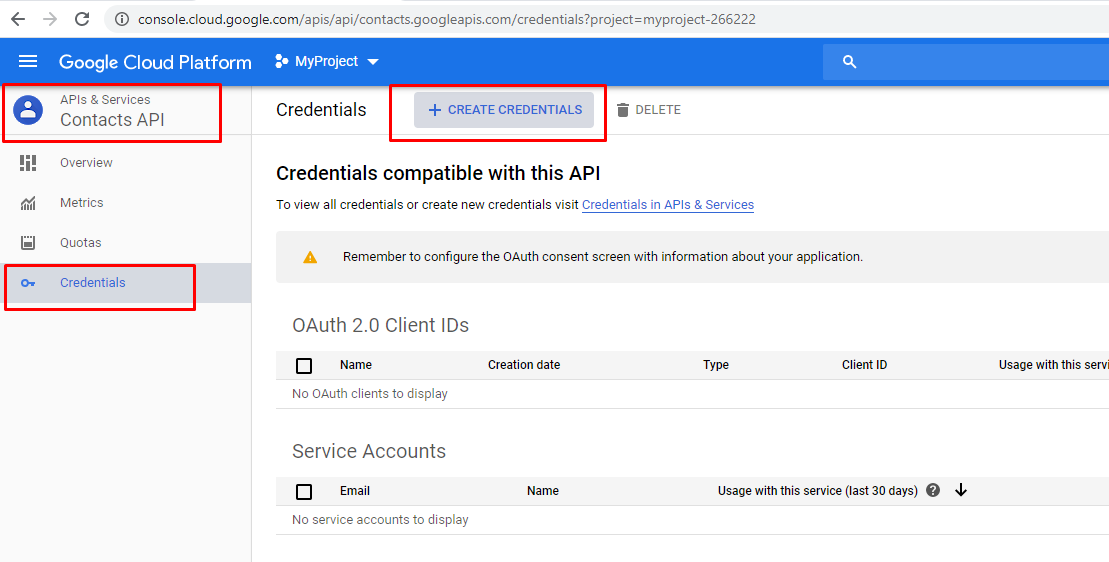 console.cloud.google.com/apis/api/contacts.googleapis.com/credentials?project=myproject-266222
Google Cloud Platform
MyProject
APIs & Services
Contacts API
Overview
Metrics
Quotas
Credentials
Credentials
+ CREATE CREDENTIALS
DELETE
Credentials compatible with this API
To view all credentials or create new credentials visit Credentials in APIs & Services
Remember to configure the OAuth consent screen with information about your application.
OAuth 2.0 Client IDs
Name Creation date Type Client ID Usage with this servi
No OAuth clients to display
Service Accounts
Email Name Usage with this service (last 30 days) ?
No service accounts to display